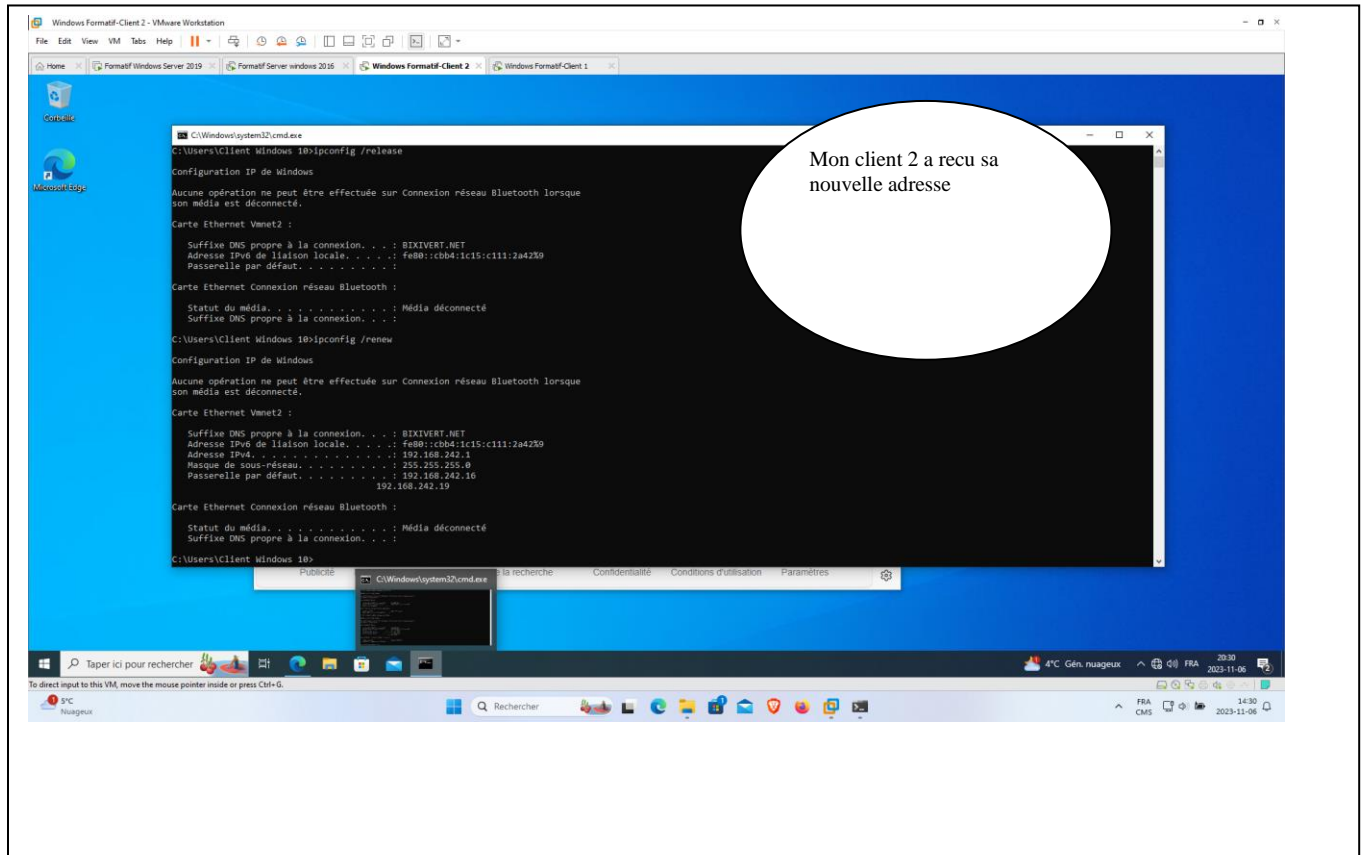 Windows Formatif-Client 2 - VMware Workstation
File Edit View VM Tabs Help
Home Formatif Windows Server 2019 Formatif Server windows 2016 Windows Formatif-Client 2 Windows Formatif-Client 1
Corbeille
Microsoft Edge
C:\Windows\system32\cmd.exe
C:\Users\Client Windows 10>ipconfig /release
Configuration IP de Windows
Aucune opération ne peut être effectuée sur Connexion réseau Bluetooth lorsque
son média est déconnecté.
Carte Ethernet Vmnet2 :
Suffixe DNS propre à la connexion. . . : BIXIVERT.NET
Adresse IPv6 de liaison locale. . . . .: fe80::cbb4:1c15:c111:2a42%9
Passerelle par défaut. . . . . . . . . :
Carte Ethernet Connexion réseau Bluetooth :
Statut du média. . . . . . . . . . . . : Média déconnecté
Suffixe DNS propre à la connexion. . . :
C:\Users\Client Windows 10>ipconfig /renew
Configuration IP de Windows
Aucune opération ne peut être effectuée sur Connexion réseau Bluetooth lorsque
son média est déconnecté.
Carte Ethernet Vmnet2 :
Suffixe DNS propre à la connexion. . . : BIXIVERT.NET
Adresse IPv6 de liaison locale. . . . .: fe80::cbb4:1c15:c111:2a42%9
Adresse IPv4. . . . . . . . . . . . . .: 192.168.242.1
Masque de sous-réseau. . . . . . . . . : 255.255.255.0
Passerelle par défaut. . . . . . . . . : 192.168.242.16
192.168.242.19
Carte Ethernet Connexion réseau Bluetooth :
Statut du média. . . . . . . . . . . . : Média déconnecté
Suffixe DNS propre à la connexion. . . :
C:\Users\Client Windows 10>
Mon client 2 a recu sa
nouvelle adresse
Publicité
C:\Windows\system32\cmd.exe
la recherche Confidentialité Conditions d'utilisation Paramètres
Taper ici pour rechercher
4°C Gén. nuageux
FRA
20:30
2023-11-06
To direct input to this VM, move the mouse pointer inside or press Ctrl+G.
5°C
Nuageux
Rechercher
FRA
CMS
14:30
2023-11-06